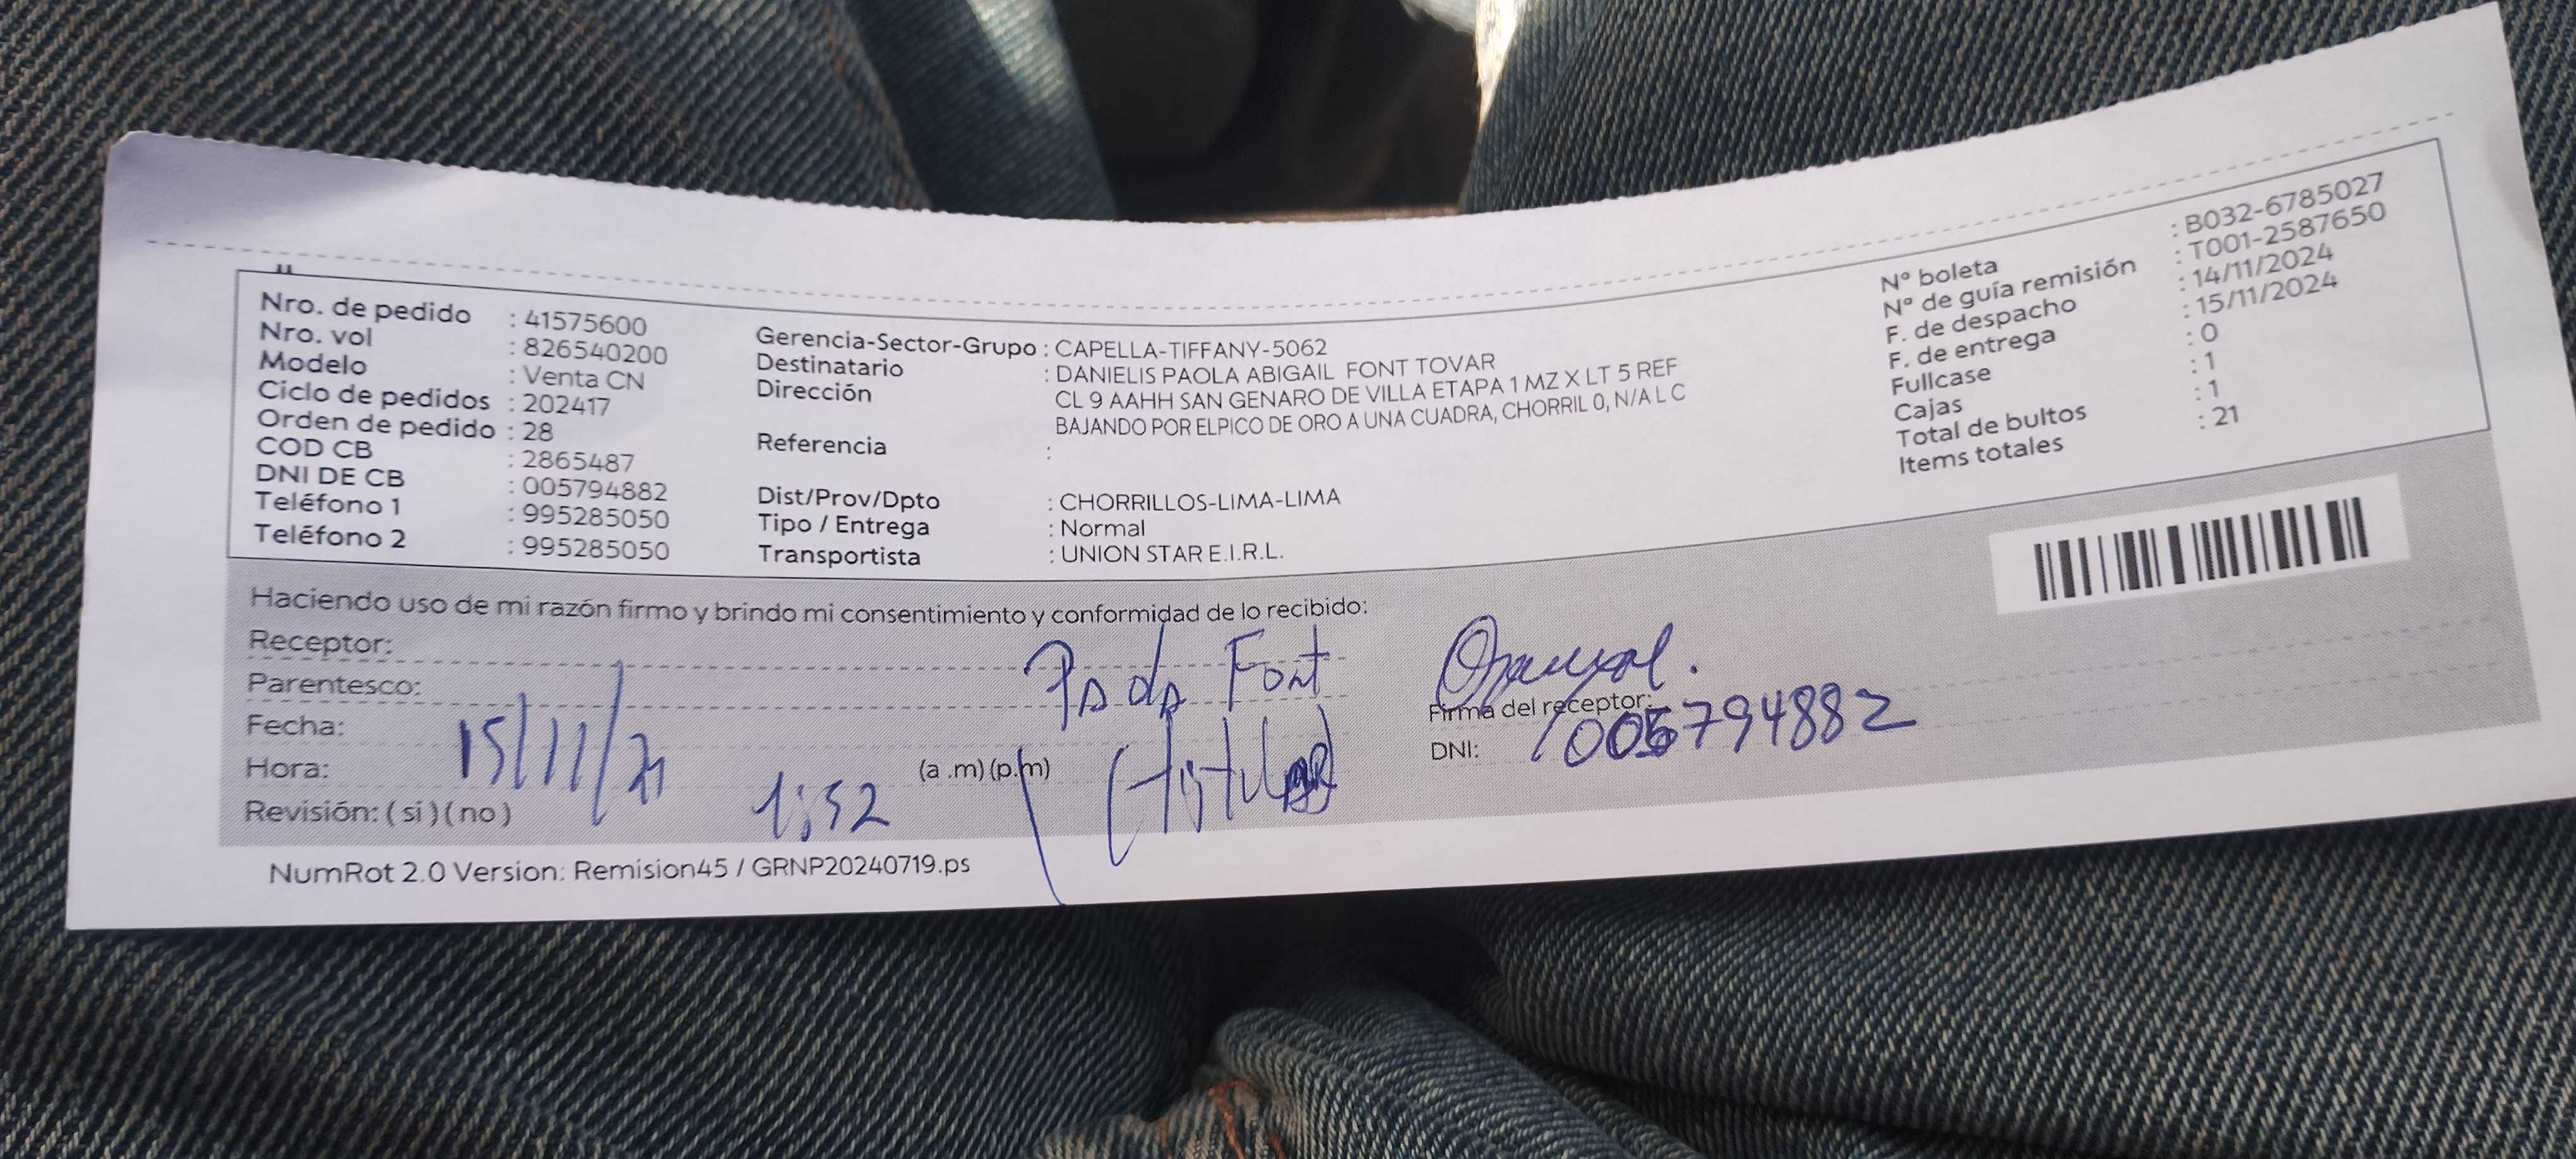 Nro. de pedido : 41575600
Nro. vol : 826540200
Modelo : Venta CN
Ciclo de pedidos : 202417
Orden de pedido : 28
COD CB : 2865487
DNI DE CB : 005794882
Teléfono 1 : 995285050
Teléfono 2 : 995285050
Gerencia-Sector-Grupo : CAPELLA-TIFFANY-5062
Destinatario : DANIELIS PAOLA ABIGAIL FONT TOVAR
Dirección CL 9 AAHH SAN GENARO DE VILLA ETAPA 1 MZ X LT 5 REF
BAJANDO POR ELPICO DE ORO A UNA CUADRA, CHORRIL 0, N/A L C
Referencia :
Dist/Prov/Dpto : CHORRILLOS-LIMA-LIMA
Tipo / Entrega : Normal
Transportista : UNION STAR E.I.R.L.
N° boleta : B032-6785027
N° de guía remisión : T001-2587650
F. de despacho : 14/11/2024
F. de entrega : 15/11/2024
Fullcase : 0
Cajas : 1
Total de bultos : 1
Items totales : 21
Haciendo uso de mi razón firmo y brindo mi consentimiento y conformidad de lo recibido:
Receptor: Font
Parentesco:
Firma del receptor:
Fecha: 15/11/
DNI: 005794882
Hora: 1:52 (a .m) (p.m)
Revisión: ( si ) ( no )
NumRot 2.0 Version: Remision45 / GRNP20240719.ps